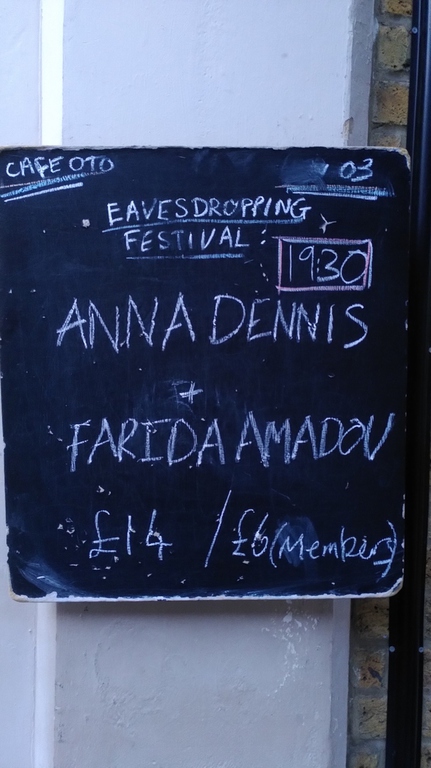 CAFE OTO
03
EAVESDROPPING
FESTIVAL:
19:30
ANNA DENNIS
+
FARIDA AMADOU
£14 / £6 (Members)